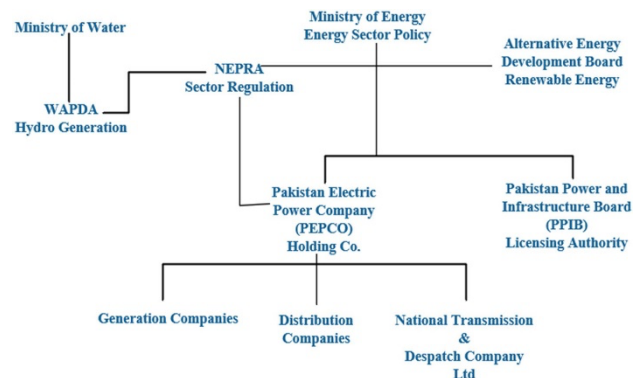 Ministry of Energy
Energy Sector Policy
Ministry of Water
Alternative Energy
Development Board
Renewable Energy
NEPRA
Sector Regulation
WAPDA
Hydro Generation
Pakistan Electric
Power Company
(PEPCO)
Holding Co.
Pakistan Power and
Infrastructure Board
(PPIB)
Licensing Authority
Generation Companies
Distribution
Companies
National Transmission
&
Despatch Company
Ltd